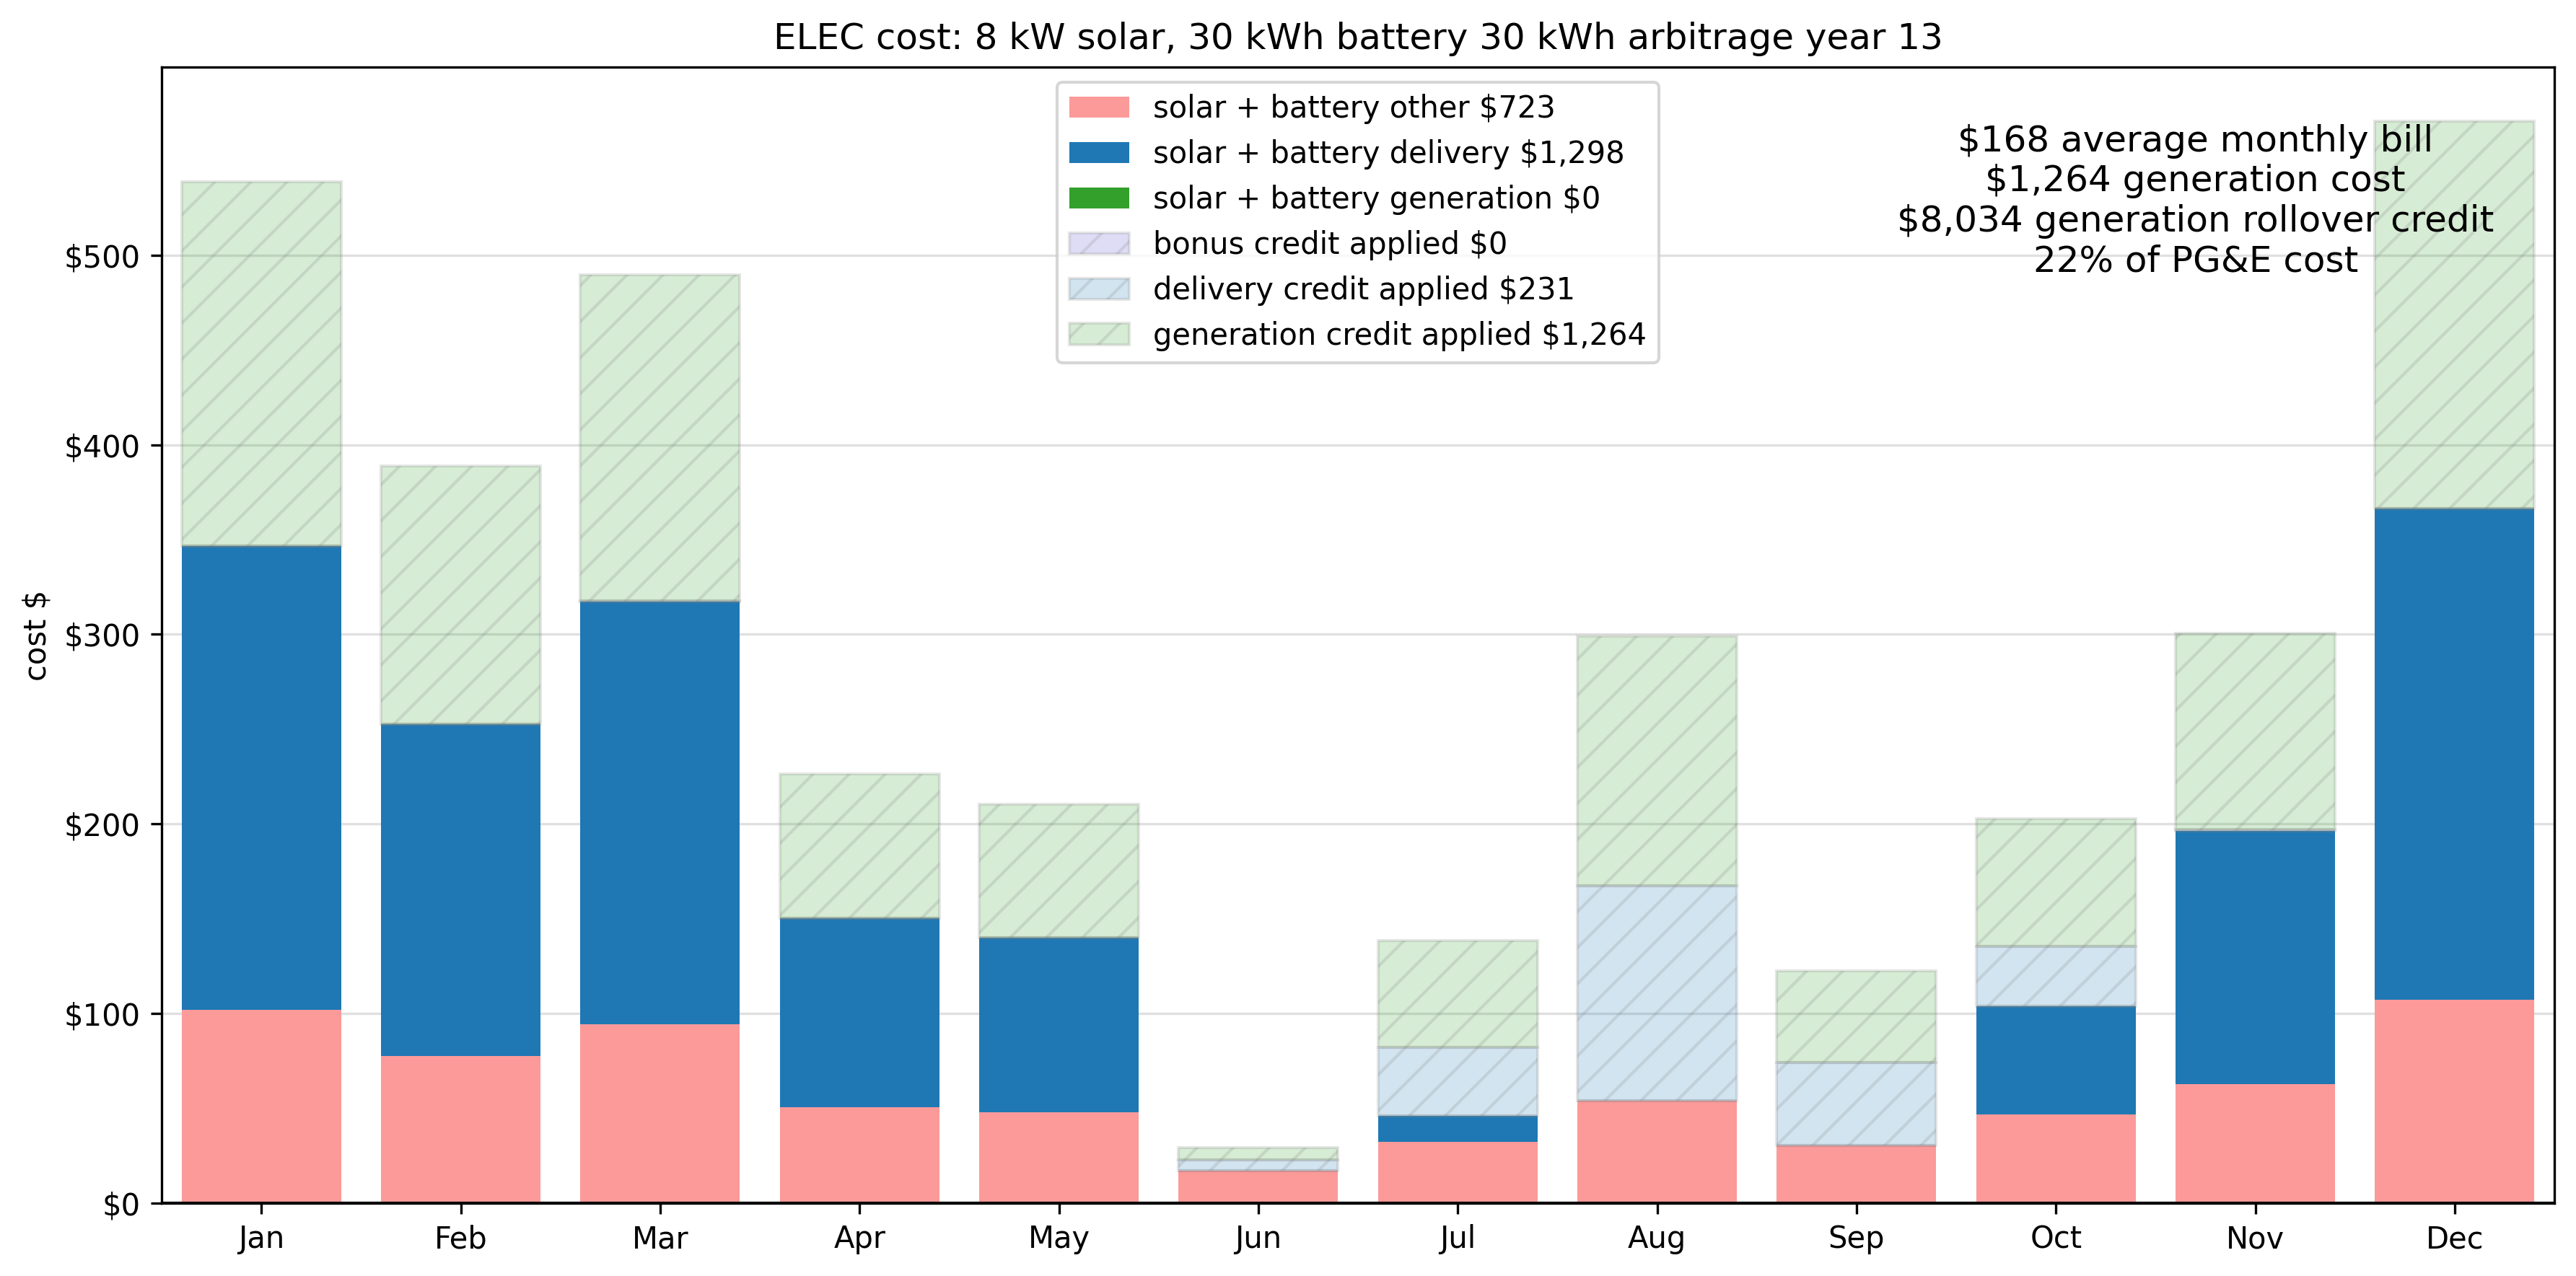 ELEC cost: 8 kW solar, 30 kWh battery 30 kWh arbitrage year 13
solar + battery other $723
solar + battery delivery $1,298
solar + battery generation $0
bonus credit applied $0
delivery credit applied $231
generation credit applied $1,264
$168 average monthly bill
$1,264 generation cost
$8,034 generation rollover credit
22% of PG&E cost
cost $
$500
$400
$300
$200
$100
$0
Jan Feb Mar Apr May Jun Jul Aug Sep Oct Nov Dec